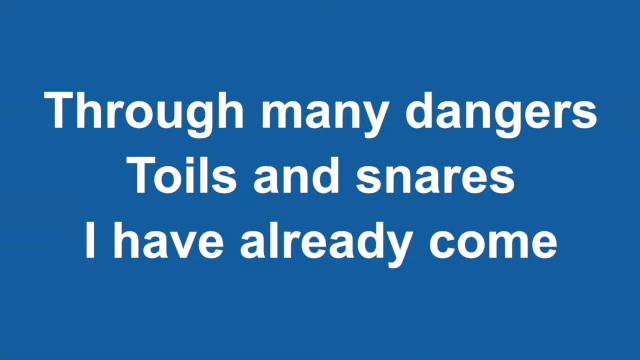 Through many dangers
Toils and snares
I have already come